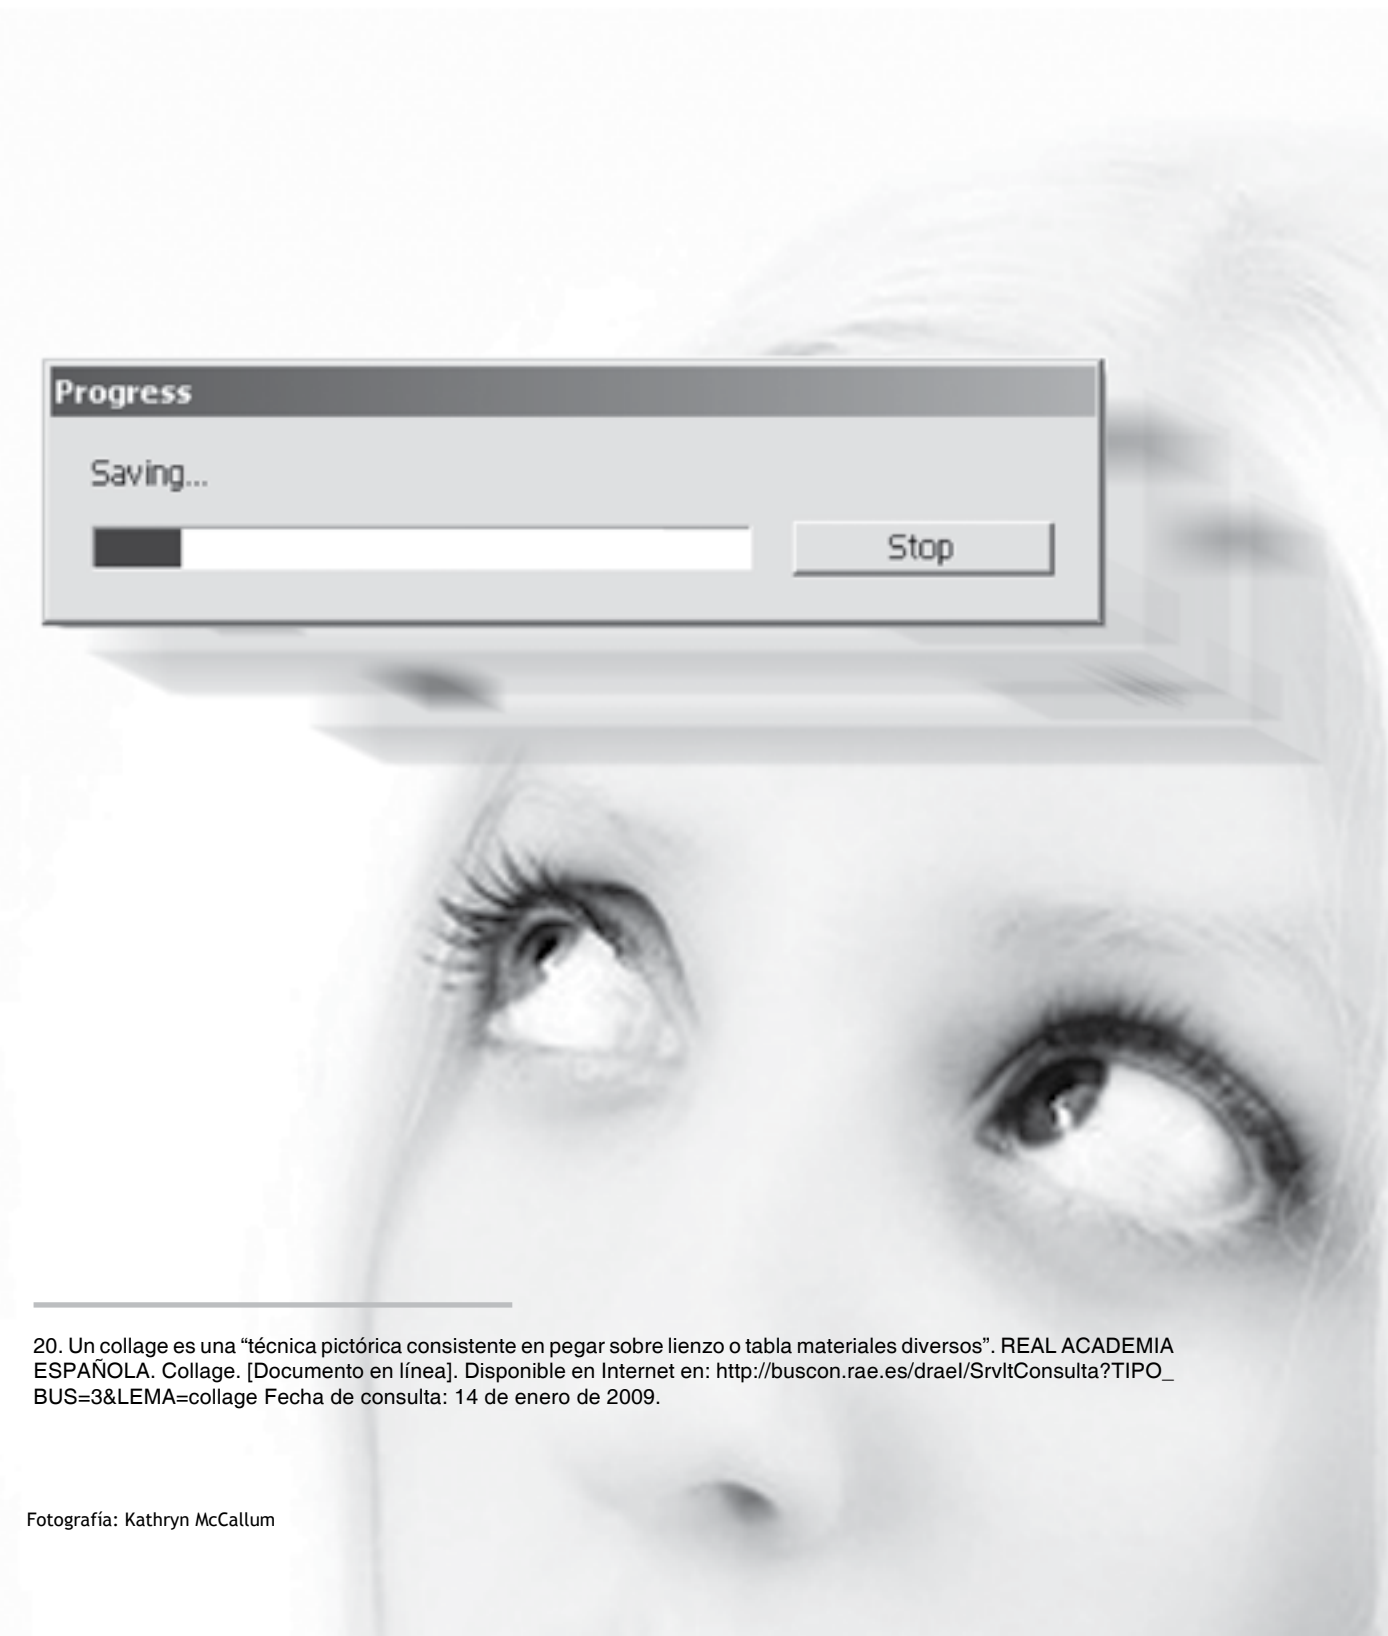 Progress
Saving...
Stop
20. Un collage es una “técnica pictórica consistente en pegar sobre lienzo o tabla materiales diversos”. REAL ACADEMIA
ESPAÑOLA. Collage. [Documento en línea]. Disponible en Internet en: http://buscon.rae.es/draeI/SrvltConsulta?TIPO_
BUS=3&LEMA=collage Fecha de consulta: 14 de enero de 2009.
Fotografía: Kathryn McCallum